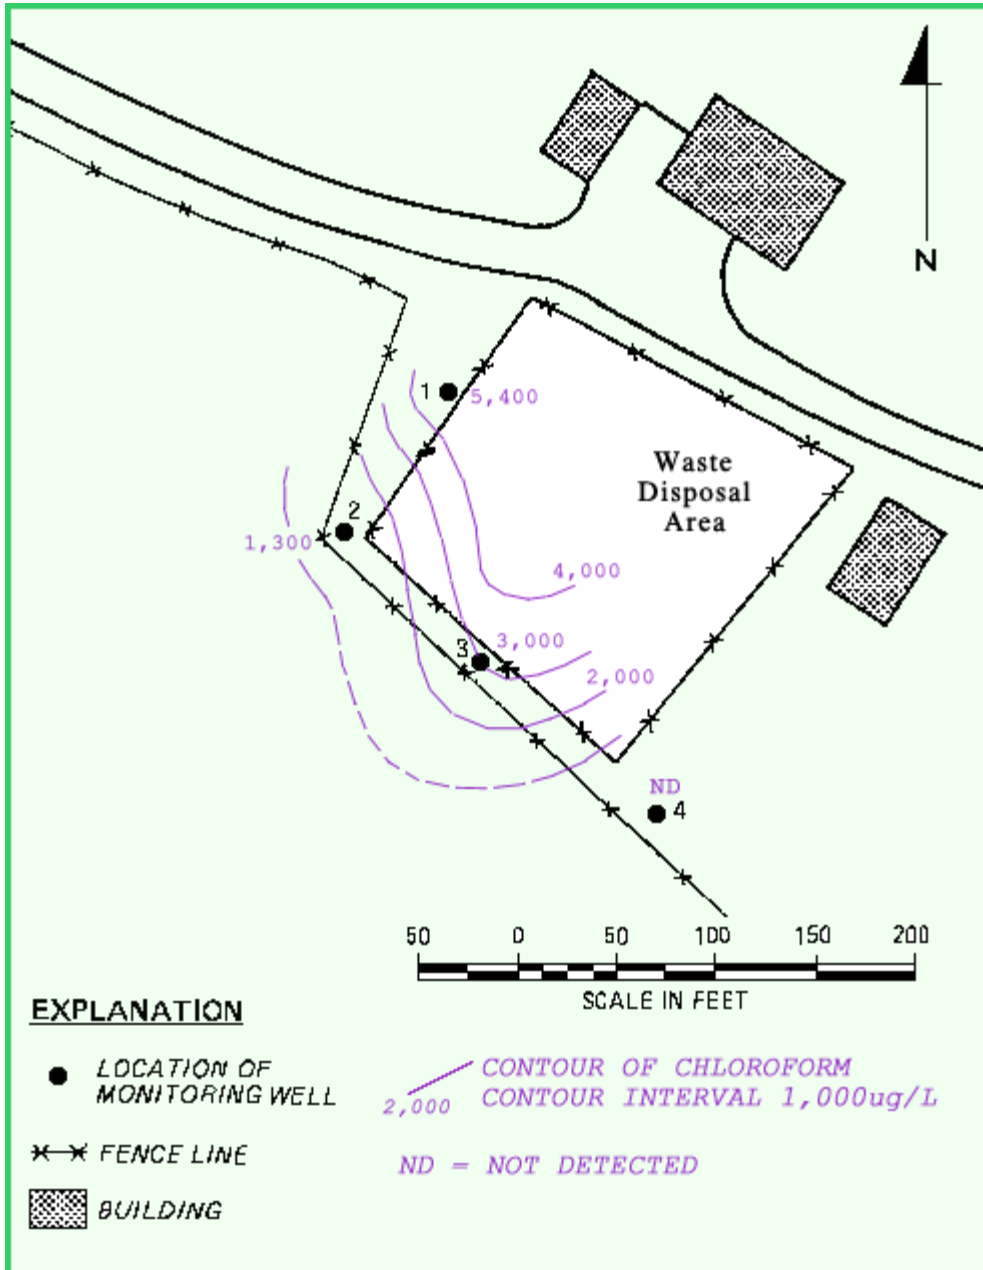 N
1
5,400
Waste
Disposal
Area
2
1,300
4,000
3
3,000
2,000
ND
4
50 0 50 100 150 200
SCALE IN FEET
EXPLANATION
LOCATION OF
MONITORING WELL
FENCE LINE
BUILDING
CONTOUR OF CHLOROFORM
2,000 CONTOUR INTERVAL 1,000ug/L
ND = NOT DETECTED